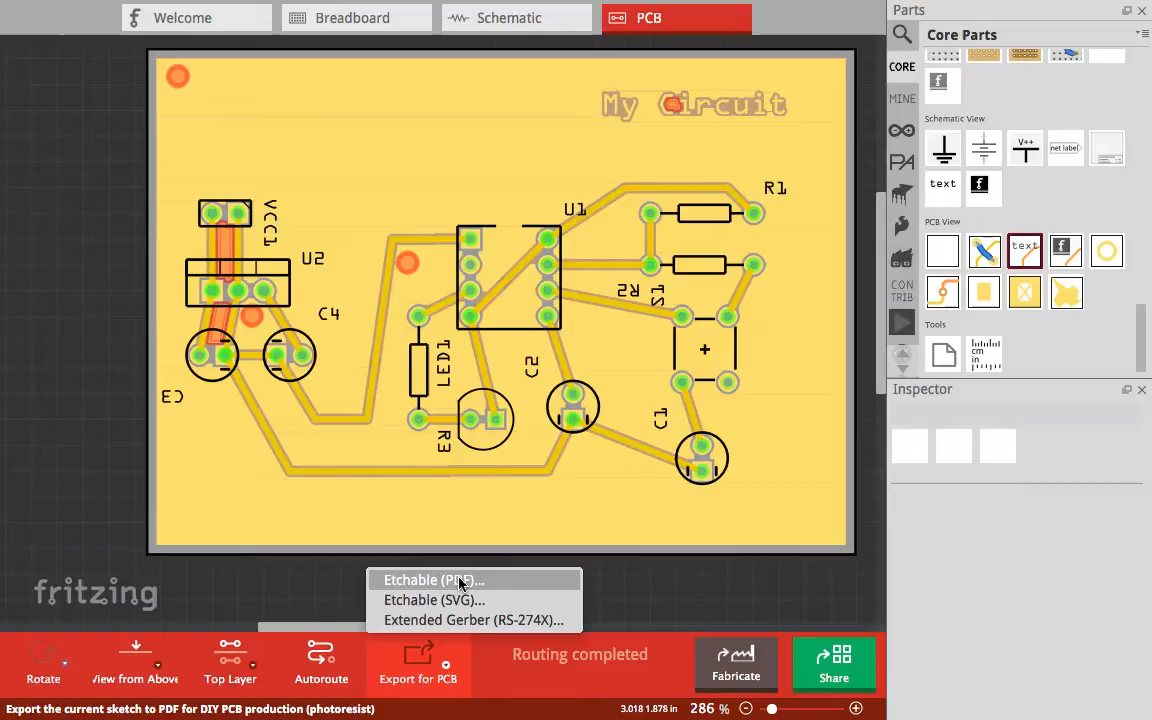 Welcome
Breadboard
Schematic
PCB
Parts
Core Parts
CORE
MINE
PA
CON
TRIB
Schematic View
V++
net label
text
PCB View
text
Tools
cm
in
Inspector
My Circuit
R1
U1
VCC1
U2
C4
R2
S1
LED1
C2
C3
C1
R3
fritzing
Etchable (PDF)...
Etchable (SVG)...
Extended Gerber (RS-274X)...
Rotate
View from Above
Top Layer
Autoroute
Export for PCB
Routing completed
Fabricate
Share
Export the current sketch to PDF for DIY PCB production (photoresist)
3.018 1.878 in
286 %